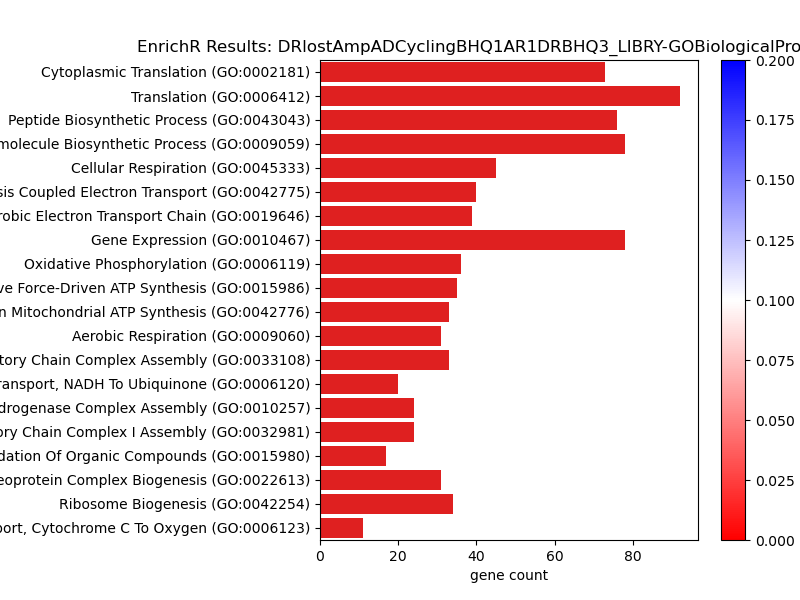 EnrichR Results: DRlostAmpADCyclingBHQ1AR1DRBHQ3_LIBRY-GOBiologicalPro
Cytoplasmic Translation (GO:0002181)
Translation (GO:0006412)
Peptide Biosynthetic Process (GO:0043043)
molecule Biosynthetic Process (GO:0009059)
Cellular Respiration (GO:0045333)
sis Coupled Electron Transport (GO:0042775)
robic Electron Transport Chain (GO:0019646)
Gene Expression (GO:0010467)
Oxidative Phosphorylation (GO:0006119)
ve Force-Driven ATP Synthesis (GO:0015986)
n Mitochondrial ATP Synthesis (GO:0042776)
Aerobic Respiration (GO:0009060)
tory Chain Complex Assembly (GO:0033108)
ransport, NADH To Ubiquinone (GO:0006120)
drogenase Complex Assembly (GO:0010257)
ory Chain Complex I Assembly (GO:0032981)
dation Of Organic Compounds (GO:0015980)
eoprotein Complex Biogenesis (GO:0022613)
Ribosome Biogenesis (GO:0042254)
port, Cytochrome C To Oxygen (GO:0006123)
0 20 40 60 80
gene count
0.200
0.175
0.150
0.125
0.100
0.075
0.050
0.025
0.000